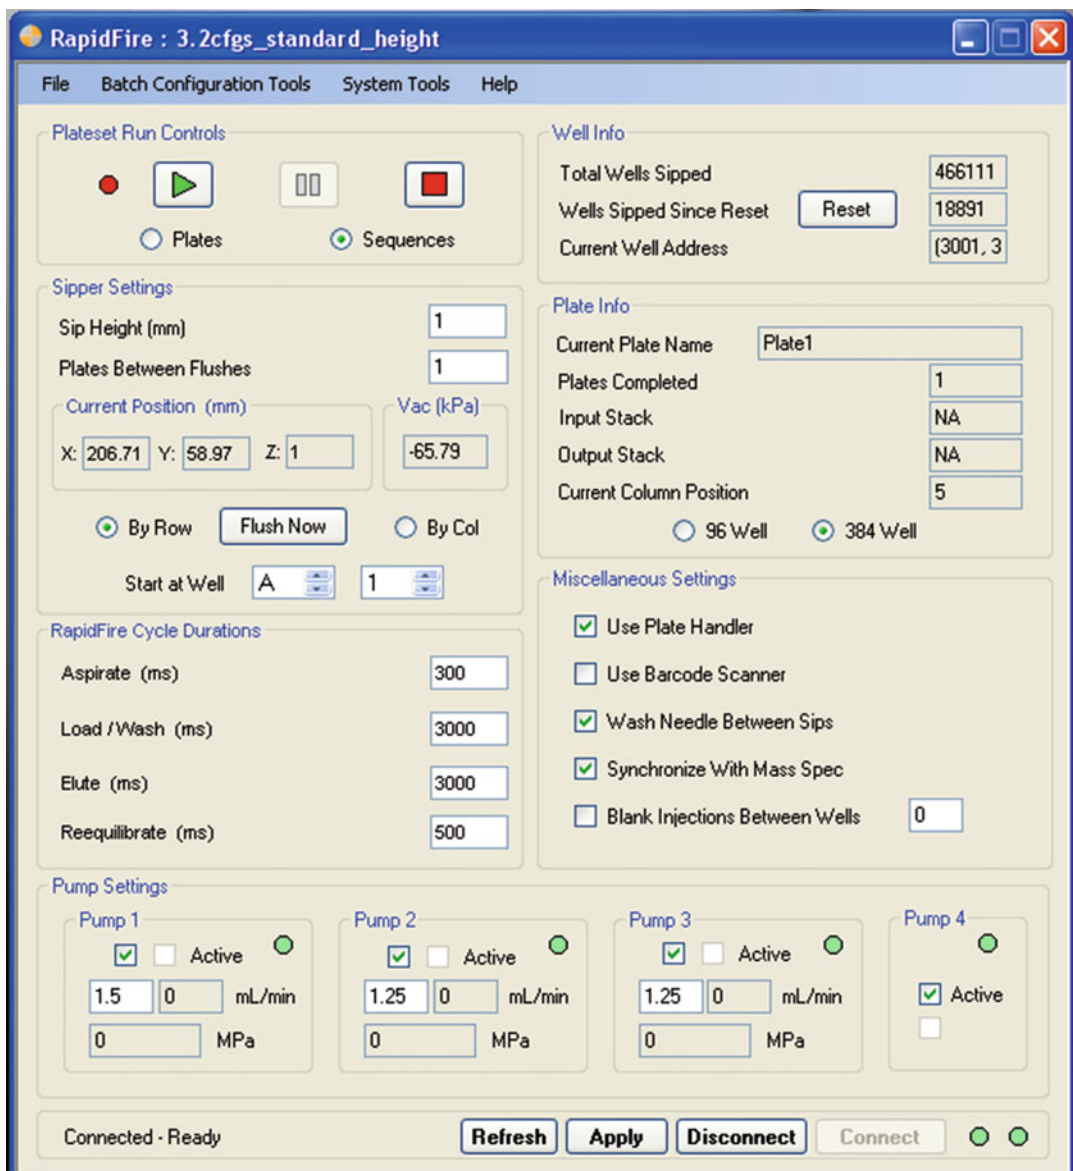 RapidFire : 3.2cfgs_standard_height
File Batch Configuration Tools System Tools Help
Plateset Run Controls
Plates Sequences
Well Info
Total Wells Sipped 466111
Wells Sipped Since Reset Reset 18891
Current Well Address (3001, 3
Sipper Settings
Sip Height (mm) 1
Plates Between Flushes 1
Current Position (mm) Vac (kPa)
X: 206.71 Y: 58.97 Z: 1 -65.79
By Row Flush Now By Col
Start at Well A 1
Plate Info
Current Plate Name Plate1
Plates Completed 1
Input Stack NA
Output Stack NA
Current Column Position 5
96 Well 384 Well
RapidFire Cycle Durations
Aspirate (ms) 300
Load / Wash (ms) 3000
Elute (ms) 3000
Reequilibrate (ms) 500
Miscellaneous Settings
Use Plate Handler
Use Barcode Scanner
Wash Needle Between Sips
Synchronize With Mass Spec
Blank Injections Between Wells 0
Pump Settings
Pump 1
Active
1.5 0 mL/min
0 MPa
Pump 2
Active
1.25 0 mL/min
0 MPa
Pump 3
Active
1.25 0 mL/min
0 MPa
Pump 4
Active
Connected - Ready Refresh Apply Disconnect Connect